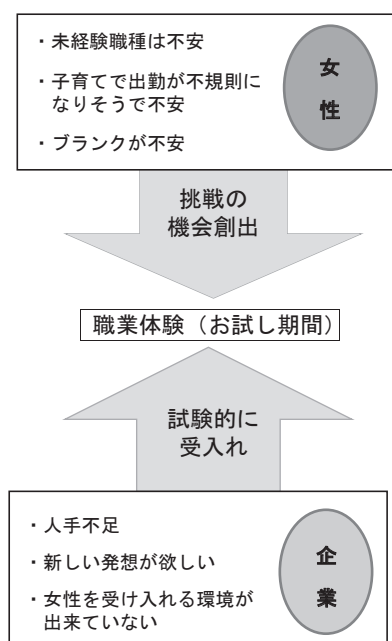 ・未経験職種は不安
・子育てで出勤が不規則に
なりそうで不安
・ブランクが不安
女
性
挑戦の
機会創出
職業体験（お試し期間）
試験的に
受入れ
・人手不足
・新しい発想が欲しい
・女性を受け入れる環境が
出来ていない
企
業